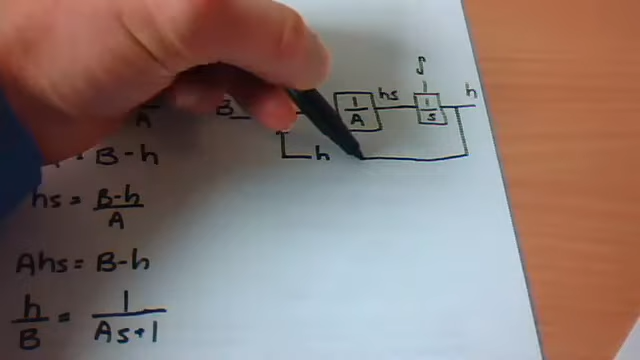 ∫
B 1/A hs 1/s h
A
= B-h
h
hs = B-h/A
Ahs = B-h
h/B = 1/As+1